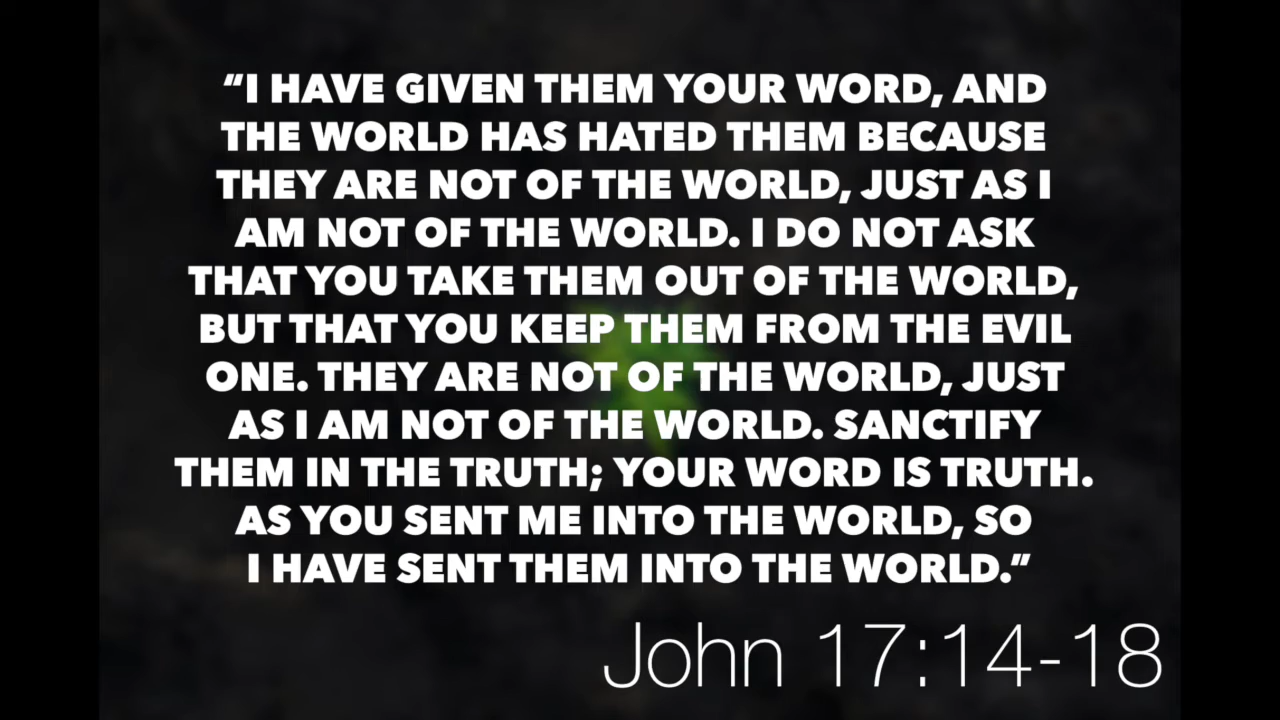 “I HAVE GIVEN THEM YOUR WORD, AND
THE WORLD HAS HATED THEM BECAUSE
THEY ARE NOT OF THE WORLD, JUST AS I
AM NOT OF THE WORLD. I DO NOT ASK
THAT YOU TAKE THEM OUT OF THE WORLD,
BUT THAT YOU KEEP THEM FROM THE EVIL
ONE. THEY ARE NOT OF THE WORLD, JUST
AS I AM NOT OF THE WORLD. SANCTIFY
THEM IN THE TRUTH; YOUR WORD IS TRUTH.
AS YOU SENT ME INTO THE WORLD, SO
I HAVE SENT THEM INTO THE WORLD.”
John 17:14-18